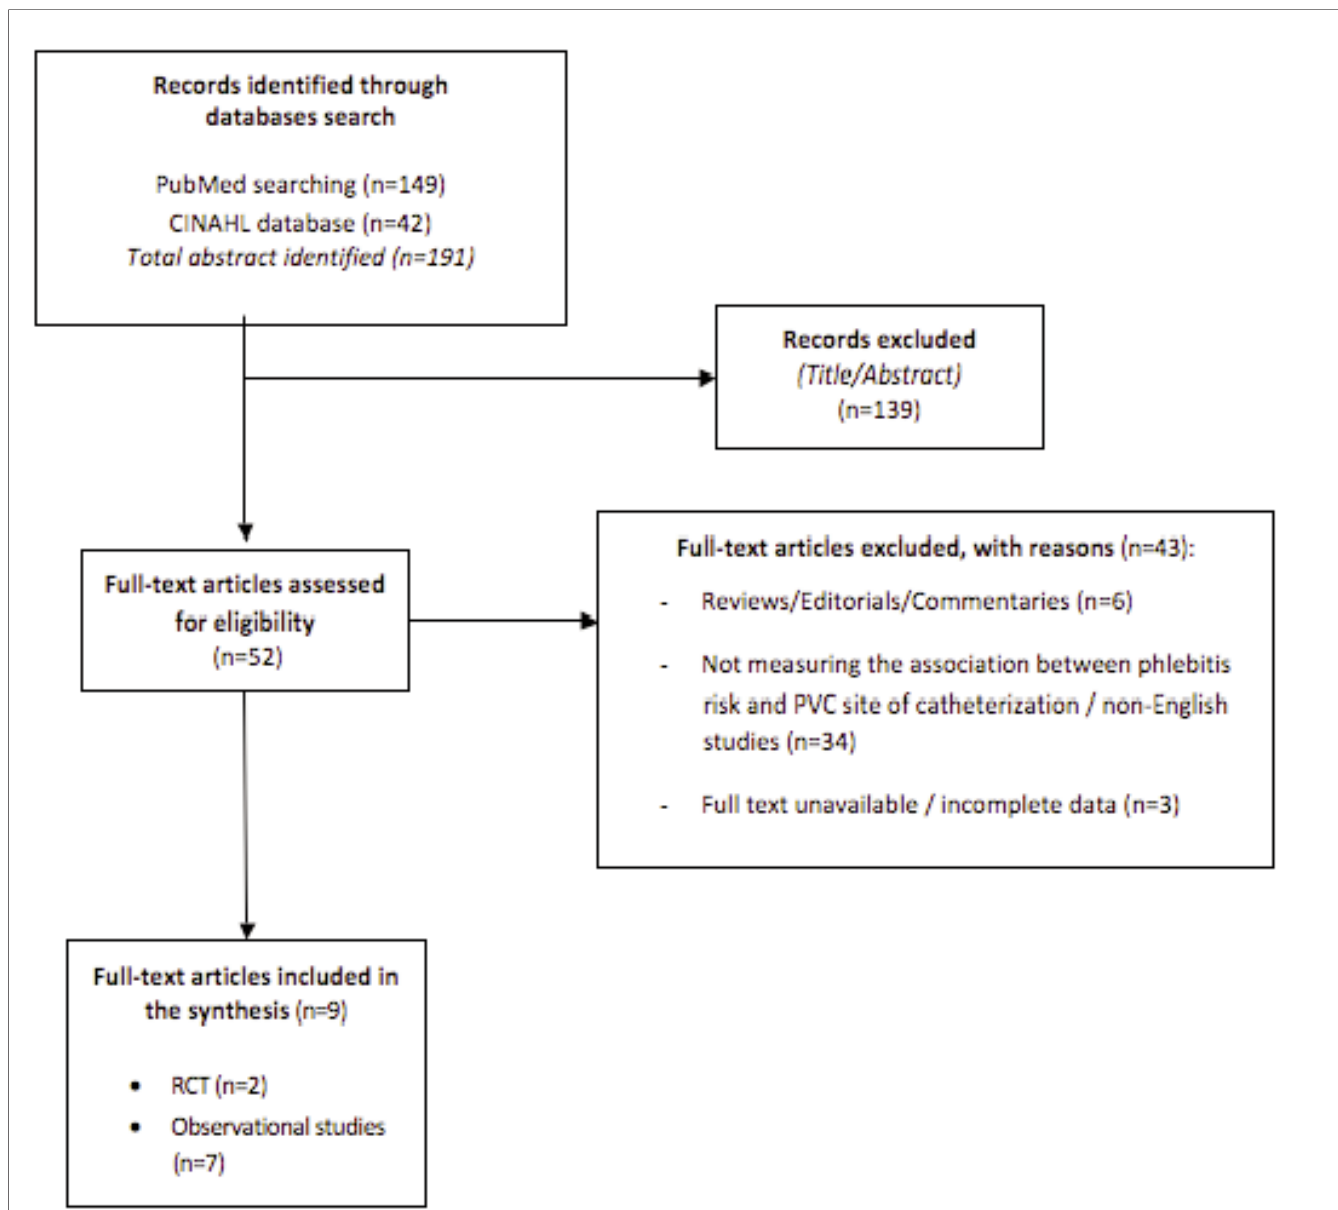 Records identified through
databases search
PubMed searching (n=149)
CINAHL database (n=42)
Total abstract identified (n=191)
Records excluded
(Title/Abstract)
(n=139)
Full-text articles assessed
for eligibility
(n=52)
Full-text articles excluded, with reasons (n=43):
- Reviews/Editorials/Commentaries (n=6)
- Not measuring the association between phlebitis
risk and PVC site of catheterization / non-English
studies (n=34)
- Full text unavailable / incomplete data (n=3)
Full-text articles included in
the synthesis (n=9)
• RCT (n=2)
• Observational studies
(n=7)